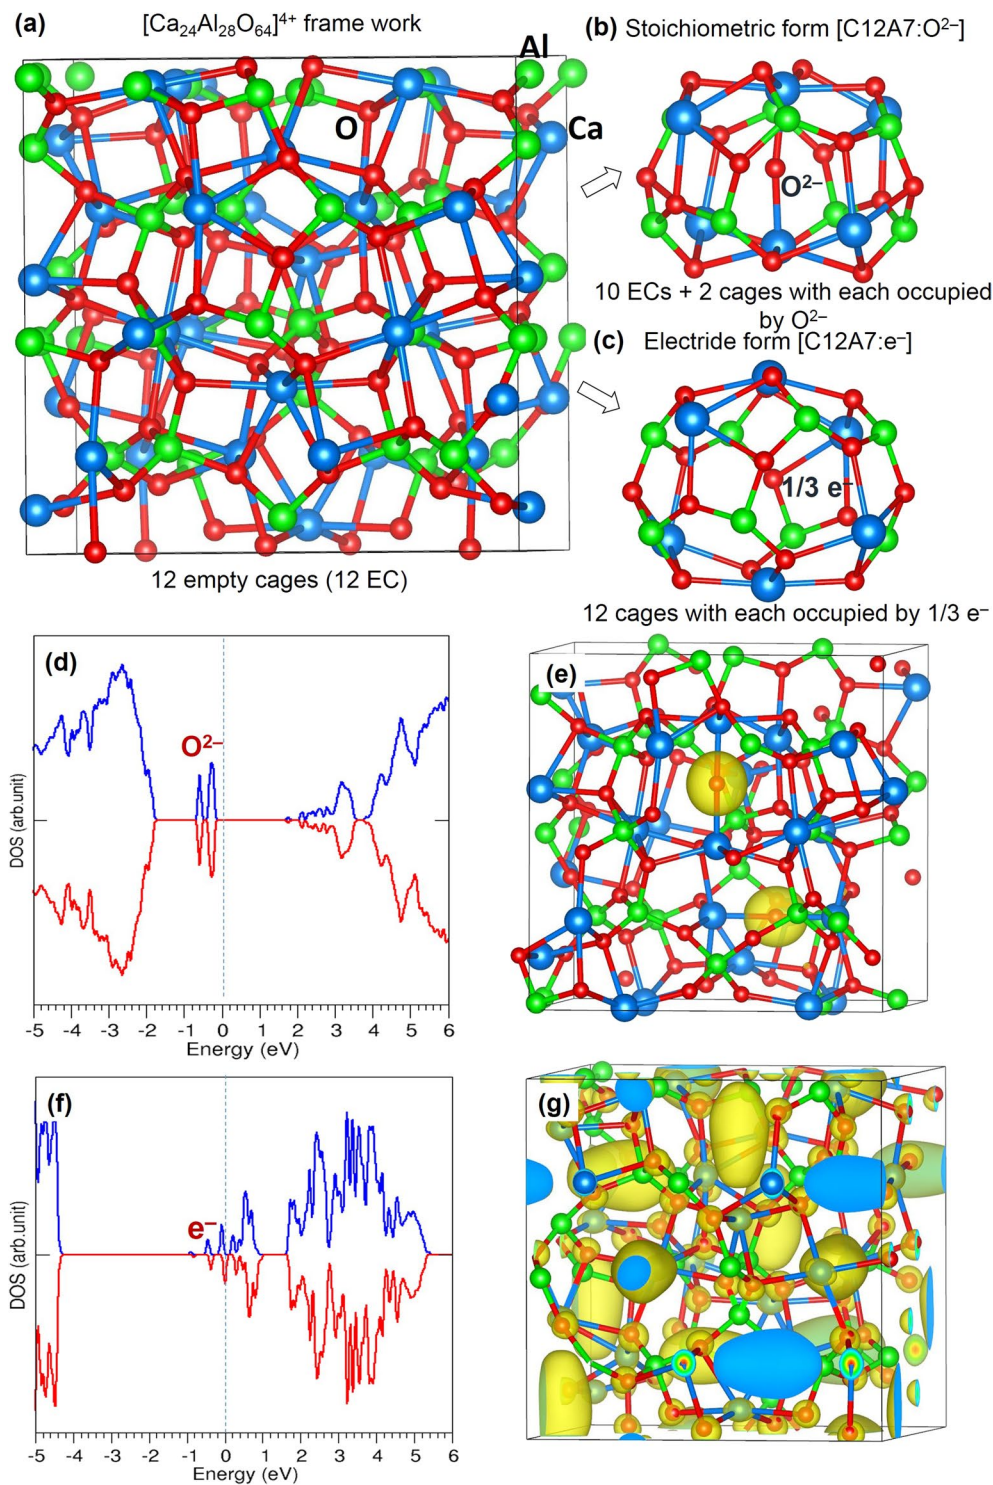 (a)
[Ca24Al28O64]4+ frame work
Al
O
Ca
12 empty cages (12 EC)
(b) Stoichiometric form [C12A7:O2–]
O2–
10 ECs + 2 cages with each occupied
by O2–
(c) Electride form [C12A7:e–]
1/3 e–
12 cages with each occupied by 1/3 e–
(d)
O2–
DOS (arb.unit)
-5 -4 -3 -2 -1 0 1 2 3 4 5 6
Energy (eV)
(e)
(f)
e–
DOS (arb.unit)
-5 -4 -3 -2 -1 0 1 2 3 4 5 6
Energy (eV)
(g)